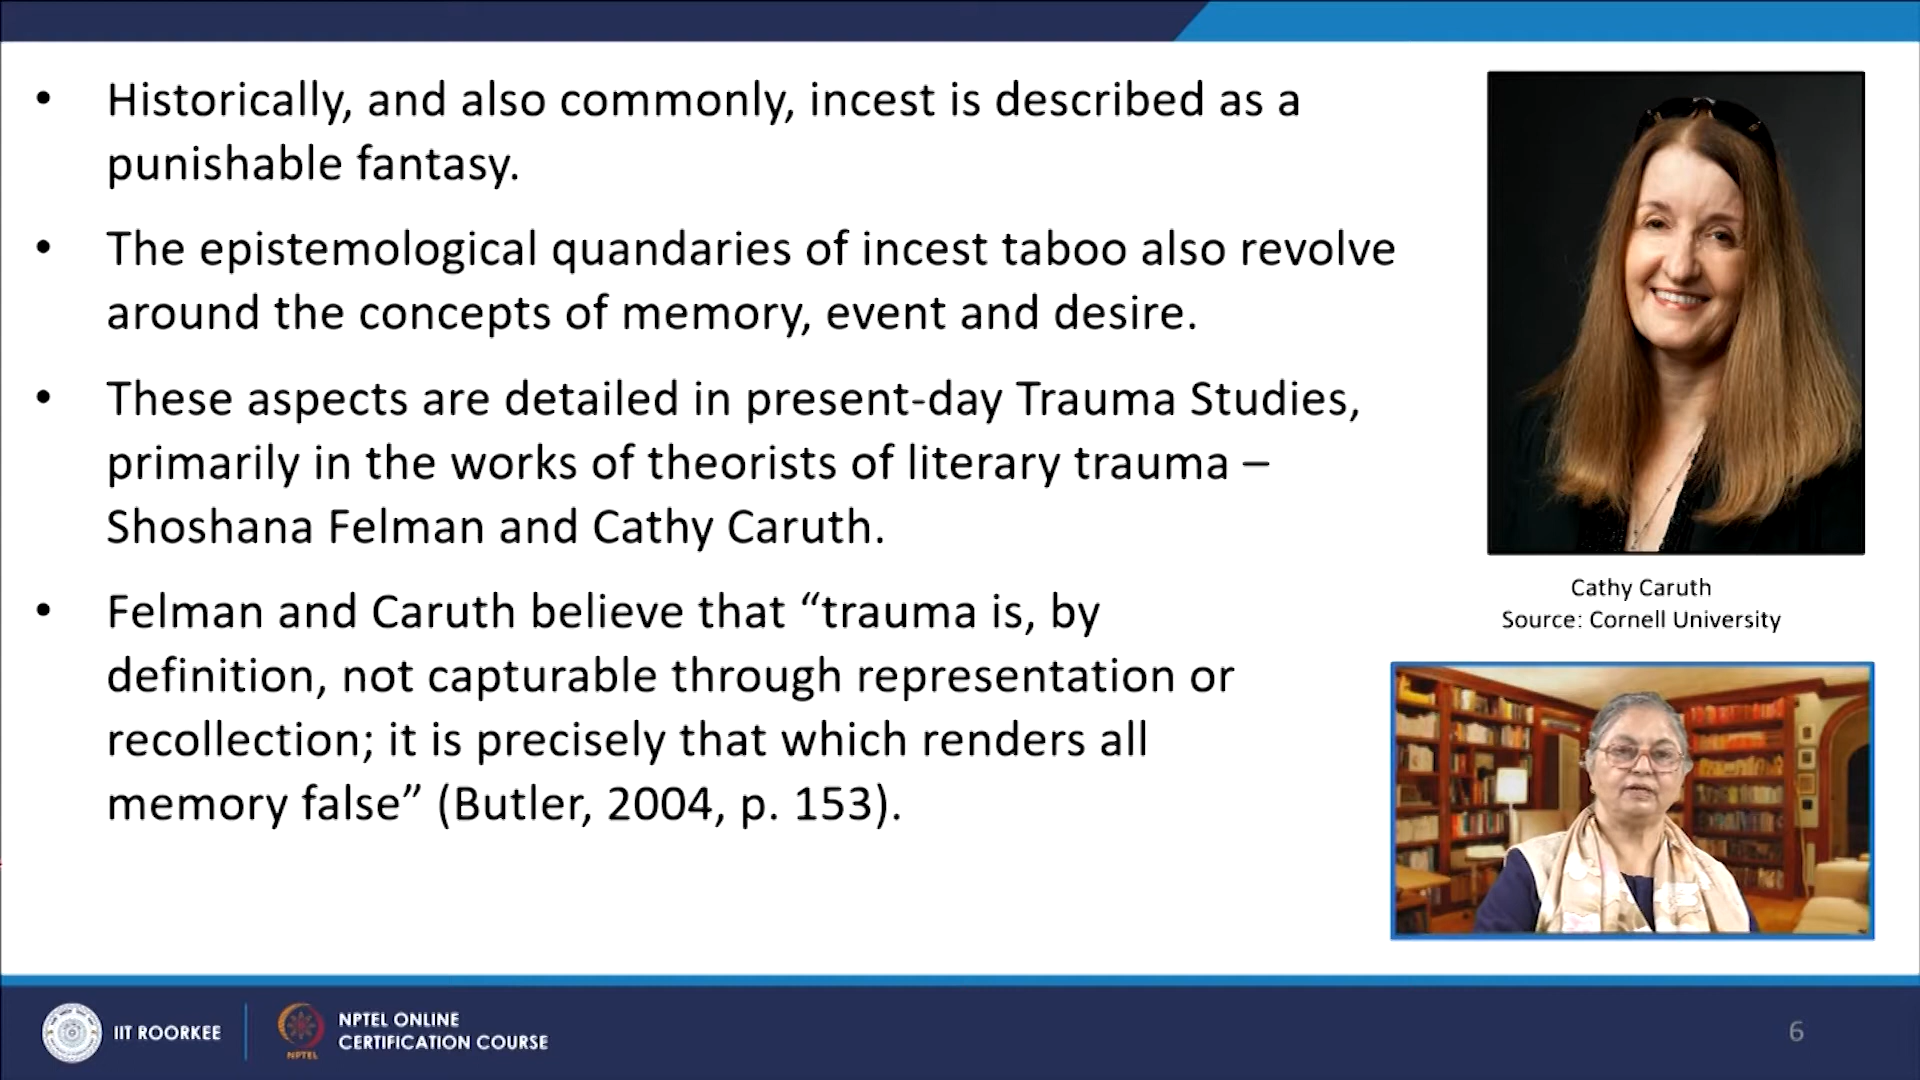 • Historically, and also commonly, incest is described as a
punishable fantasy.
• The epistemological quandaries of incest taboo also revolve
around the concepts of memory, event and desire.
• These aspects are detailed in present-day Trauma Studies,
primarily in the works of theorists of literary trauma –
Shoshana Felman and Cathy Caruth.
• Felman and Caruth believe that “trauma is, by
definition, not capturable through representation or
recollection; it is precisely that which renders all
memory false” (Butler, 2004, p. 153).
Cathy Caruth
Source: Cornell University
IIT ROORKEE
NPTEL
NPTEL ONLINE
CERTIFICATION COURSE
6